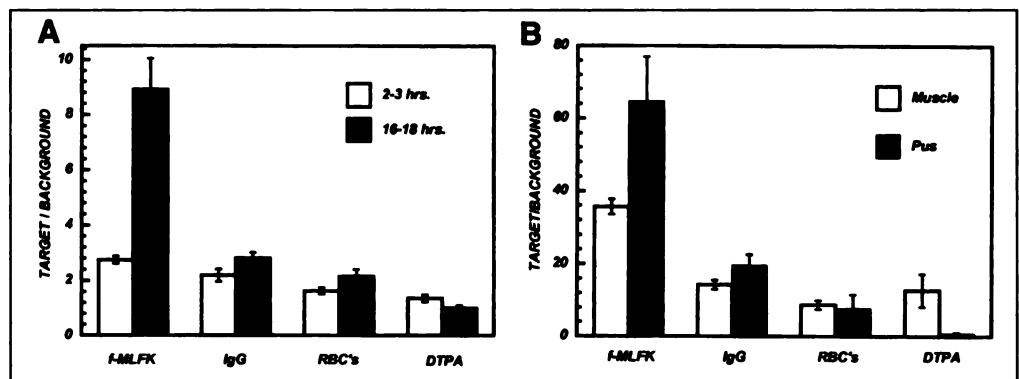 A
TARGET / BACKGROUND
10
8
6
4
2
0
2-3 hrs.
16-18 hrs.
f-MLFK
IgG
RBC's
DTPA
B
TARGET/BACKGROUND
80
60
40
20
0
Muscle
Pus
f-MLFK
IgG
RBC's
DTPA